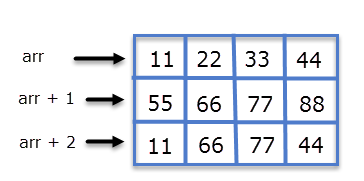 arr 11 22 33 44
arr + 1 55 66 77 88
arr + 2 11 66 77 44